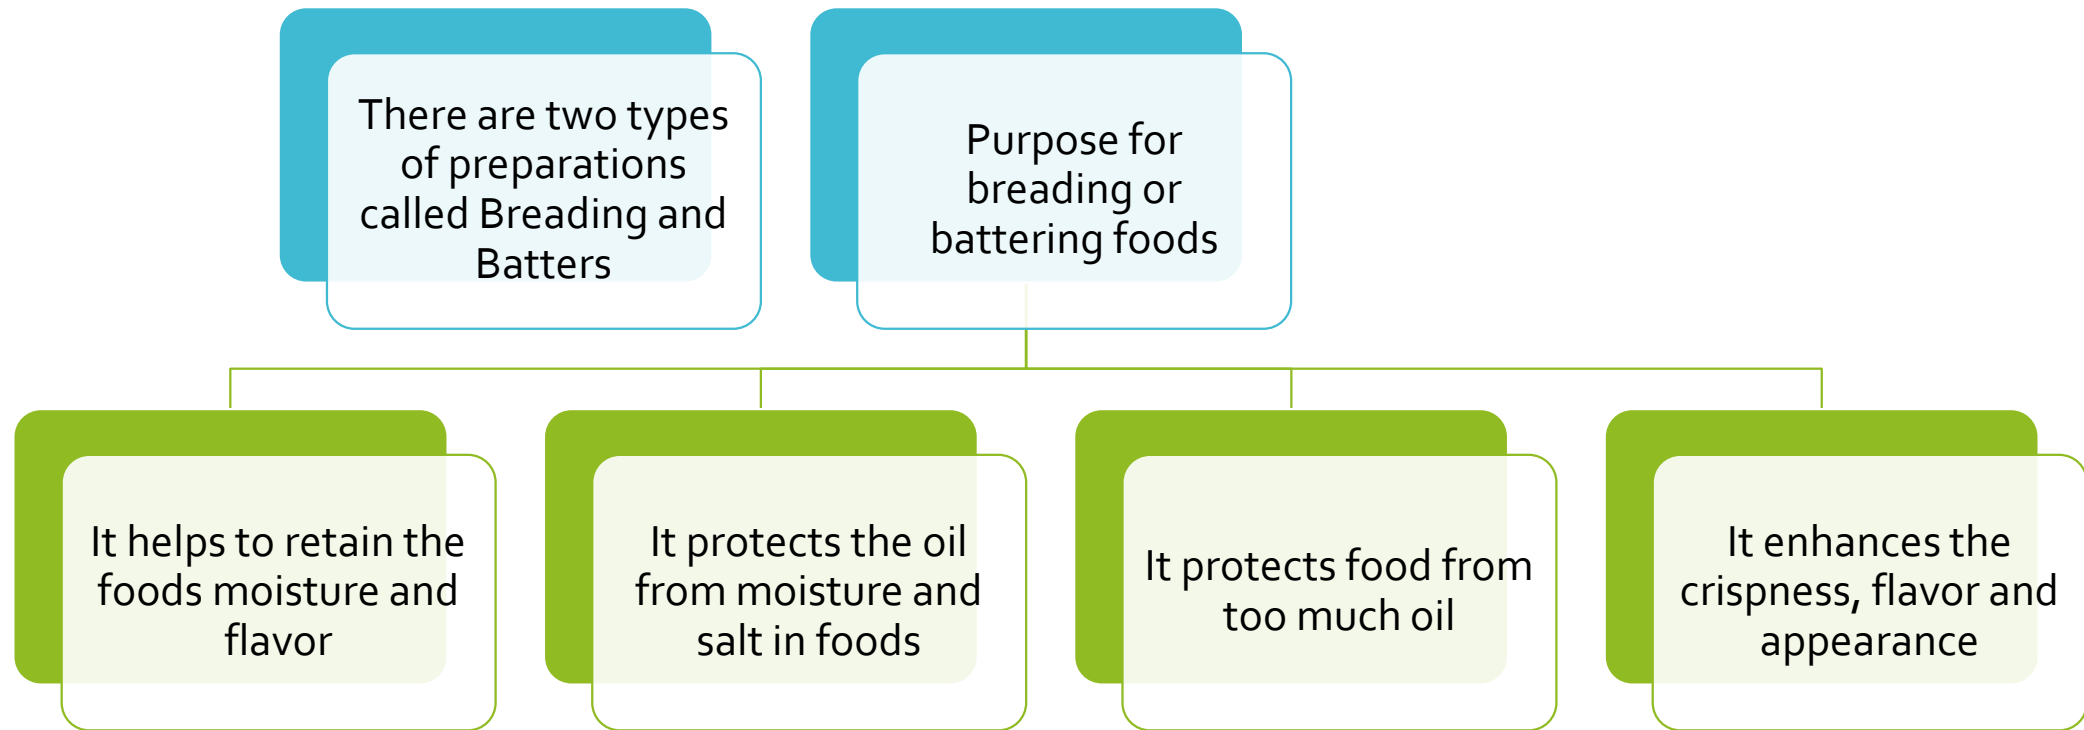 There are two types
of preparations
called Breading and
Batters
Purpose for
breading or
battering foods
It helps to retain the
foods moisture and
flavor
It protects the oil
from moisture and
salt in foods
It protects food from
too much oil
It enhances the
crispness, flavor and
appearance